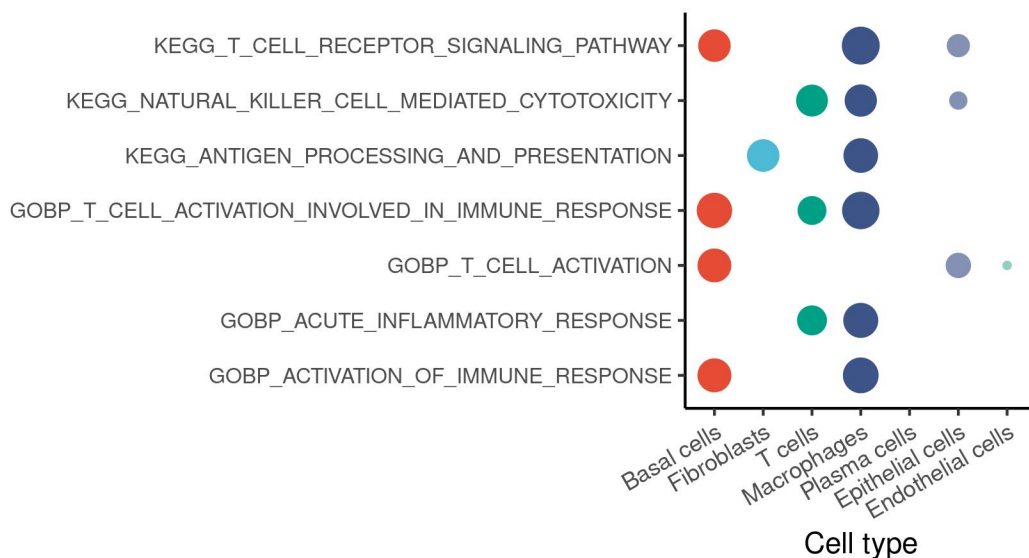 KEGG_T_CELL_RECEPTOR_SIGNALING_PATHWAY
KEGG_NATURAL_KILLER_CELL_MEDIATED_CYTOTOXICITY
KEGG_ANTIGEN_PROCESSING_AND_PRESENTATION
GOBP_T_CELL_ACTIVATION_INVOLVED_IN_IMMUNE_RESPONSE
GOBP_T_CELL_ACTIVATION
GOBP_ACUTE_INFLAMMATORY_RESPONSE
GOBP_ACTIVATION_OF_IMMUNE_RESPONSE
Basal cells
Fibroblasts
T cells
Macrophages
Plasma cells
Epithelial cells
Endothelial cells
Cell type